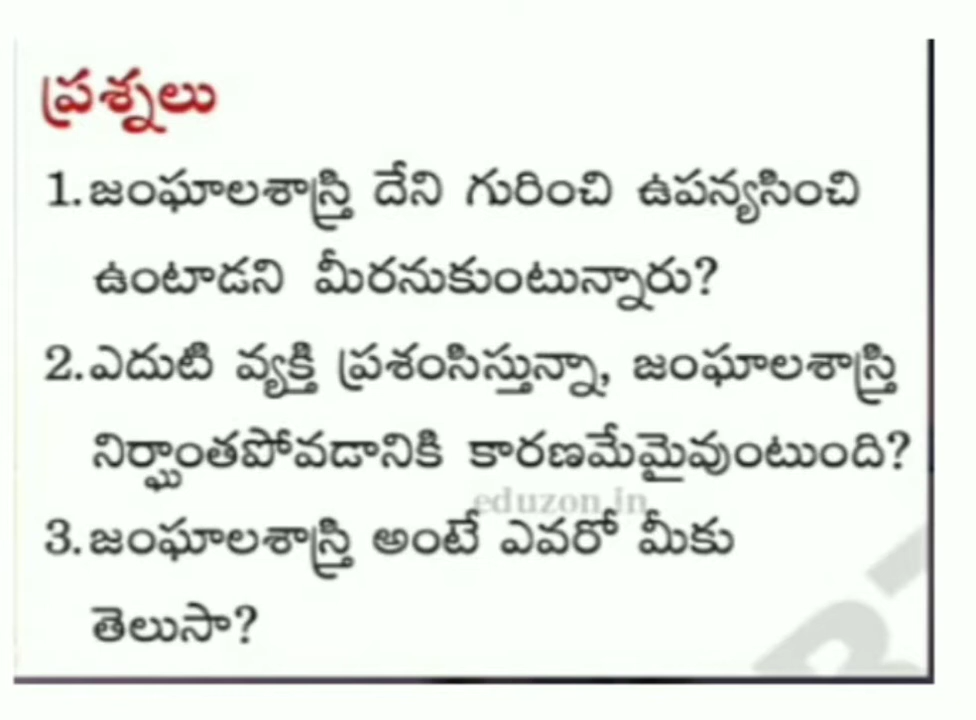 ప్రశ్నలు
1. జంఘాలశాస్త్రి దేని గురించి ఉపన్యసించి
ఉంటాడని మీరనుకుంటున్నారు?
2. ఎదుటి వ్యక్తి ప్రశంసిస్తున్నా, జంఘాలశాస్త్రి
నిర్ఘాంతపోవడానికి కారణమేమైవుంటుంది?
eduzon.in
3. జంఘాలశాస్త్రి అంటే ఎవరో మీకు
తెలుసా?